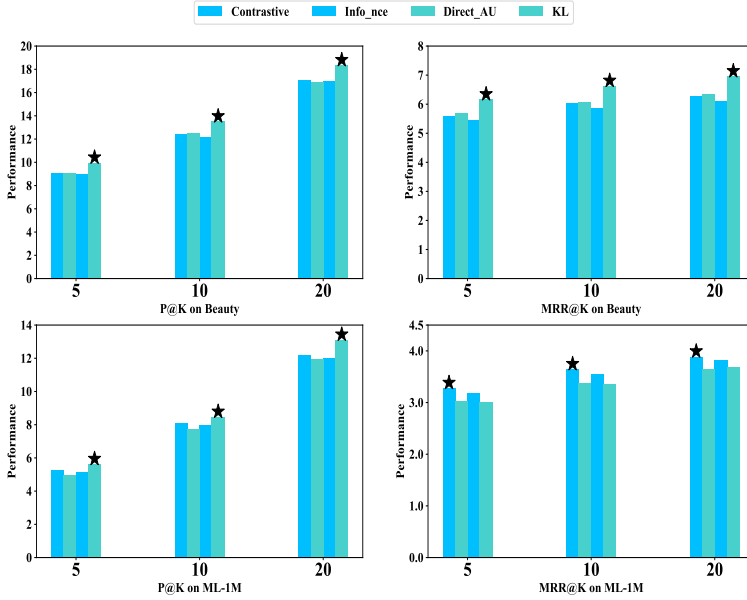 Contrastive Info_nce Direct_AU KL
20
18
16
14
12
10
8
6
4
2
0
Performance
5 10 20
P@K on Beauty
8
7
6
5
4
3
2
1
0
Performance
5 10 20
MRR@K on Beauty
14
12
10
8
6
4
2
0
Performance
5 10 20
P@K on ML-1M
4.5
4.0
3.0
2.0
1.0
0.0
Performance
5 10 20
MRR@K on ML-1M